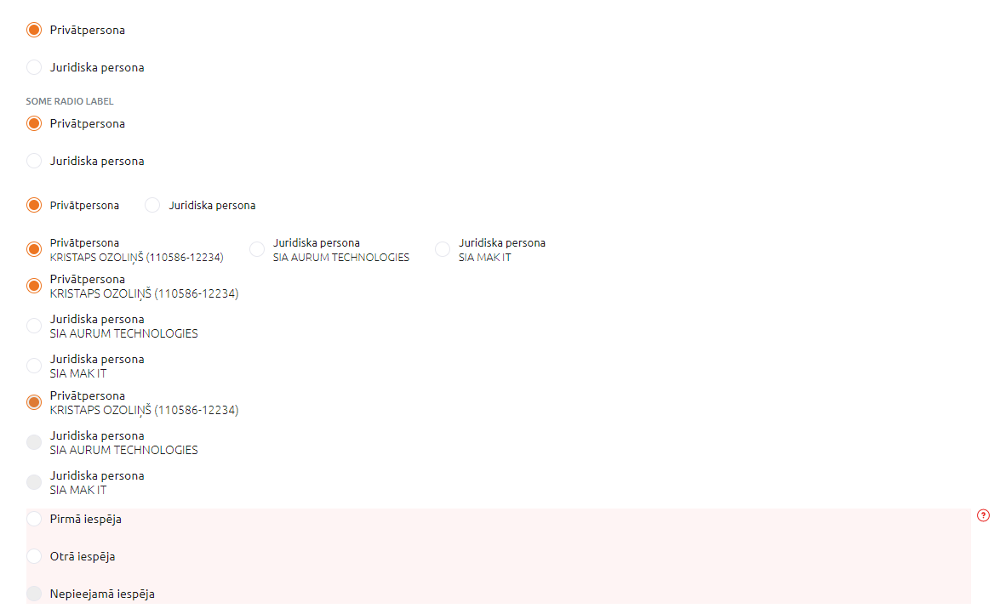 Privātpersona
Juridiska persona
SOME RADIO LABEL
Privātpersona
Juridiska persona
Privātpersona Juridiska persona
Privātpersona Juridiska persona Juridiska persona
KRISTAPS OZOLIŅŠ (110586-12234) SIA AURUM TECHNOLOGIES SIA MAK IT
Privātpersona
KRISTAPS OZOLIŅŠ (110586-12234)
Juridiska persona
SIA AURUM TECHNOLOGIES
Juridiska persona
SIA MAK IT
Privātpersona
KRISTAPS OZOLIŅŠ (110586-12234)
Juridiska persona
SIA AURUM TECHNOLOGIES
Juridiska persona
SIA MAK IT
Pirmā iespēja
?
Otrā iespēja
Nepieejamā iespēja